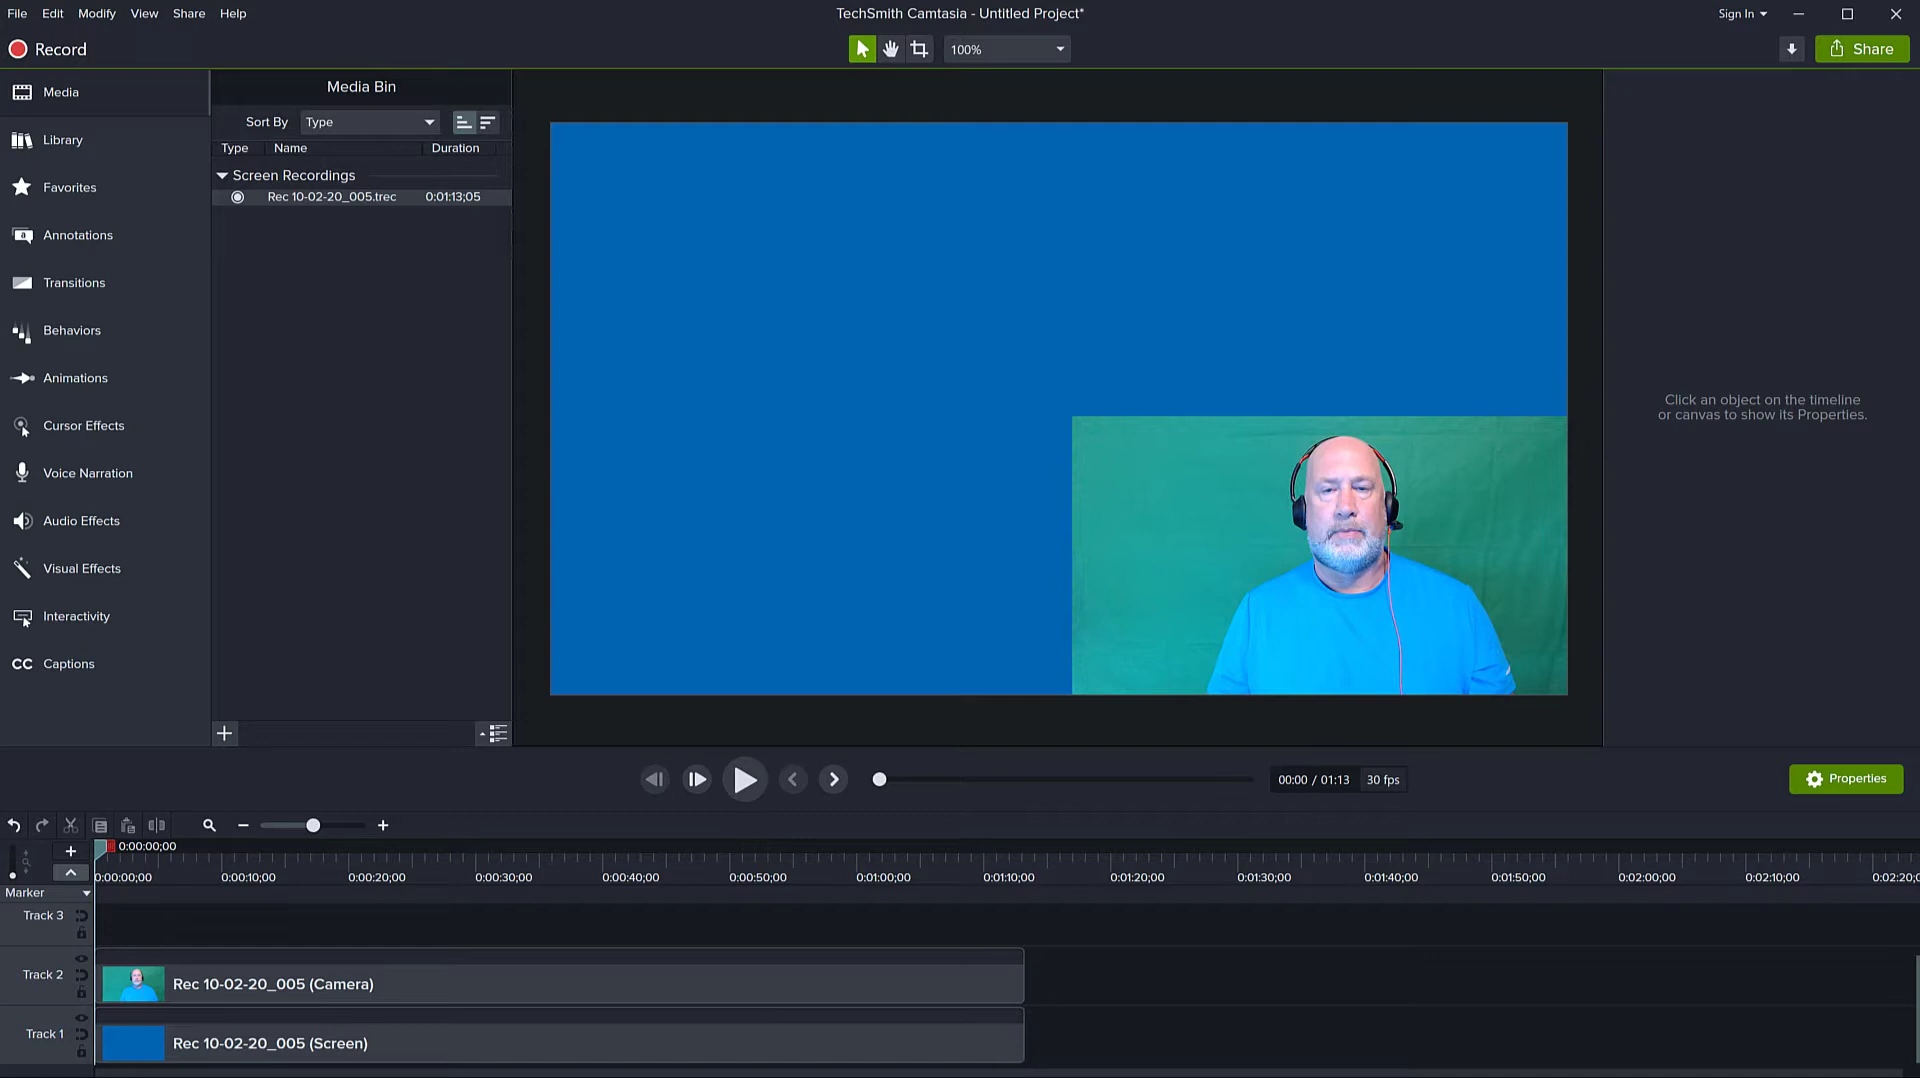 File Edit Modify View Share Help
TechSmith Camtasia - Untitled Project*
Sign In
Record
100%
Share
Media
Library
Favorites
Annotations
Transitions
Behaviors
Animations
Cursor Effects
Voice Narration
Audio Effects
Visual Effects
Interactivity
CC Captions
Media Bin
Sort By Type
Type Name Duration
Screen Recordings
Rec 10-02-20_005.trec 0:01:13;05
Click an object on the timeline
or canvas to show its Properties.
00:00 / 01:13 30 fps
Properties
0:00:00;00
0:00:00;00 0:00:10;00 0:00:20;00 0:00:30;00 0:00:40;00 0:00:50;00 0:01:00;00 0:01:10;00 0:01:20;00 0:01:30;00 0:01:40;00 0:01:50;00 0:02:00;00 0:02:10;00 0:02:20;0
Marker
Track 3
Track 2
Rec 10-02-20_005 (Camera)
Track 1
Rec 10-02-20_005 (Screen)